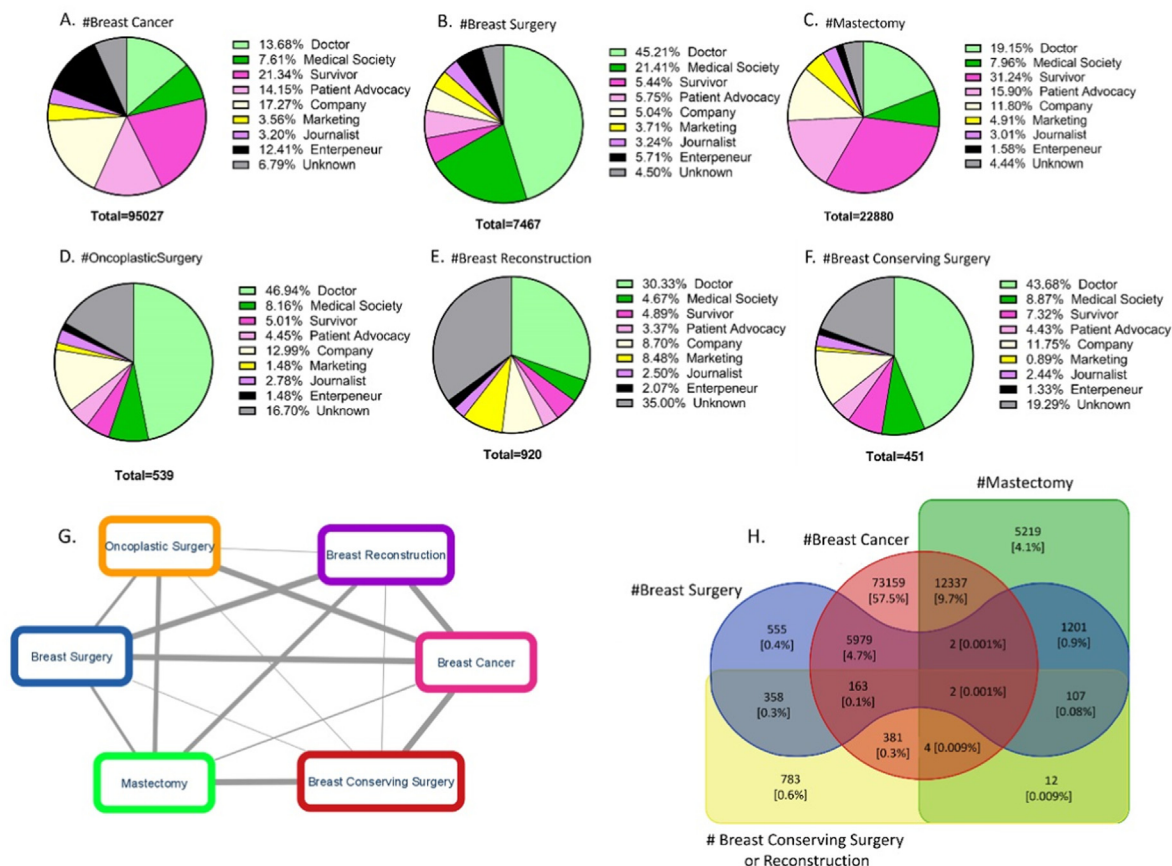 A.
#Breast Cancer
13.68% Doctor
7.61% Medical Society
21.34% Survivor
14.15% Patient Advocacy
17.27% Company
3.56% Marketing
3.20% Journalist
12.41% Enterpeneur
6.79% Unknown
Total=95027
B.
#Breast Surgery
45.21% Doctor
21.41% Medical Society
5.44% Survivor
5.75% Patient Advocacy
5.04% Company
3.71% Marketing
3.24% Journalist
5.71% Enterpeneur
4.50% Unknown
Total=7467
C.
#Mastectomy
19.15% Doctor
7.96% Medical Society
31.24% Survivor
15.90% Patient Advocacy
11.80% Company
4.91% Marketing
3.01% Journalist
1.58% Enterpeneur
4.44% Unknown
Total=22880
D.
#OncoplasticSurgery
46.94% Doctor
8.16% Medical Society
5.01% Survivor
4.45% Patient Advocacy
12.99% Company
1.48% Marketing
2.78% Journalist
1.48% Enterpeneur
16.70% Unknown
Total=539
E.
#Breast Reconstruction
30.33% Doctor
4.67% Medical Society
4.89% Survivor
3.37% Patient Advocacy
8.70% Company
8.48% Marketing
2.50% Journalist
2.07% Enterpeneur
35.00% Unknown
Total=920
F.
#Breast Conserving Surgery
43.68% Doctor
8.87% Medical Society
7.32% Survivor
4.43% Patient Advocacy
11.75% Company
0.89% Marketing
2.44% Journalist
1.33% Enterpeneur
19.29% Unknown
Total=451
G.
Oncoplastic Surgery
Breast Reconstruction
Breast Surgery
Breast Cancer
Mastectomy
Breast Conserving Surgery
H.
#Mastectomy
#Breast Cancer
#Breast Surgery
5219
[4.1%]
73159
[57.5%]
12337
[9.7%]
555
[0.4%]
5979
[4.7%]
2 [0.001%]
1201
[0.9%]
358
[0.3%]
163
[0.1%]
2 [0.001%]
107
[0.08%]
381
[0.3%]
4 [0.009%]
783
[0.6%]
12
[0.009%]
# Breast Conserving Surgery
or Reconstruction